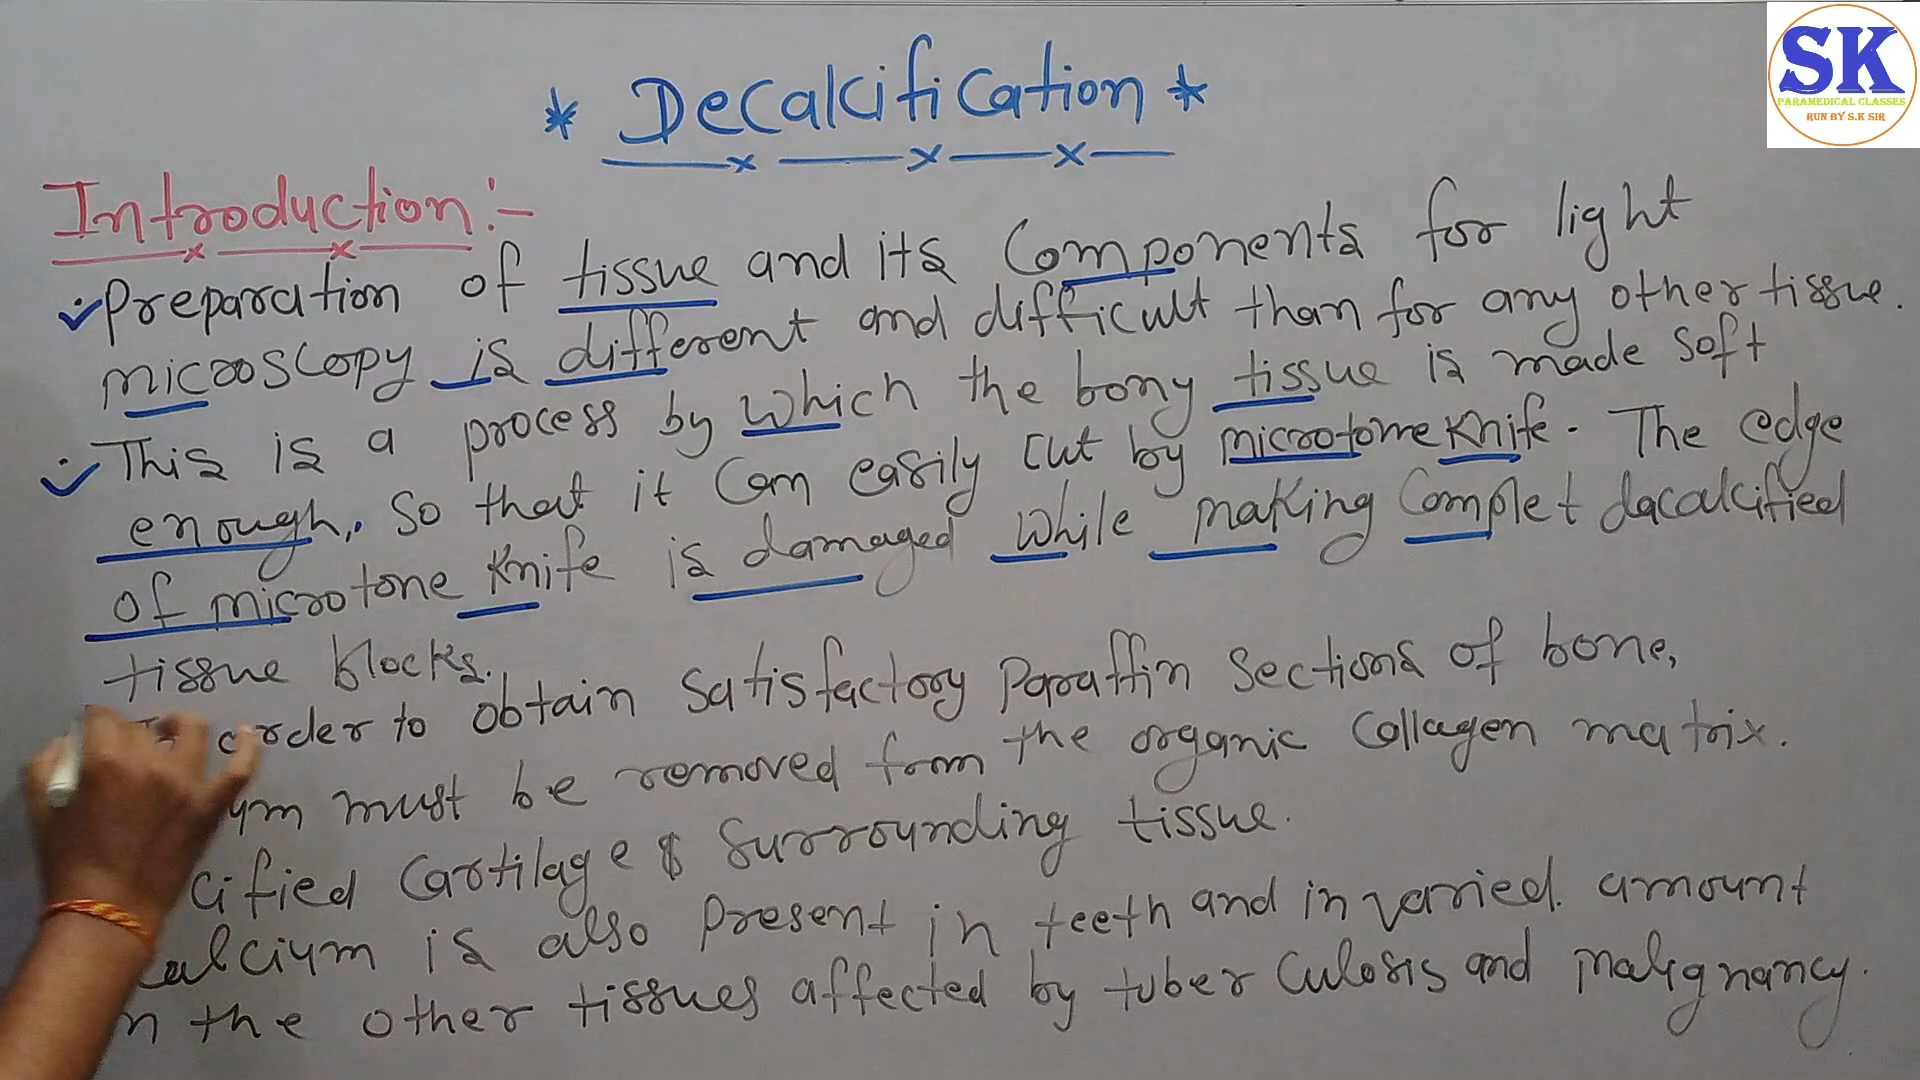 SK
PARAMEDICAL CLASSES
RUN BY S.K SIR
* Decalcification *
Introduction:-
Preparation of tissue and its Components for light
microscopy is different and difficult than for any other tissue.
This is a process by which the bony tissue is made soft
enough, so that it can easily cut by microtome knife. The edge
of microtone knife is damaged while making Complet dacalcified
tissue blocks.
order to obtain satisfactory Paraffin sections of bone,
must be removed from the organic Collagen matrix.
cified Cartilage & Surrounding tissue.
alcium is also present in teeth and in varied. amount
n the other tissues affected by tuberculosis and malignancy.